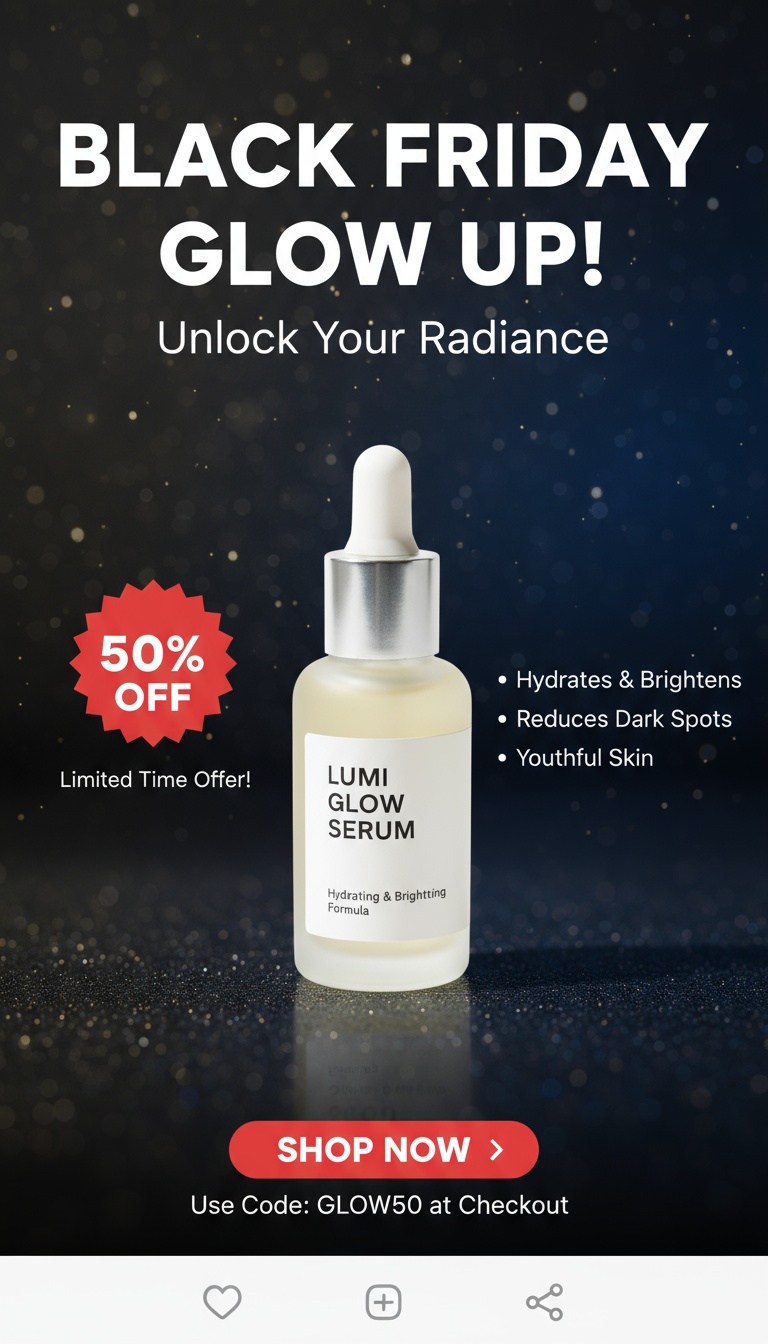 BLACK FRIDAY
GLOW UP!
Unlock Your Radiance
50%
OFF
Limited Time Offer!
• Hydrates & Brightens
• Reduces Dark Spots
• Youthful Skin
LUMI
GLOW
SERUM
Hydrating & Brightting
Formula
SHOP NOW
Use Code: GLOW50 at Checkout